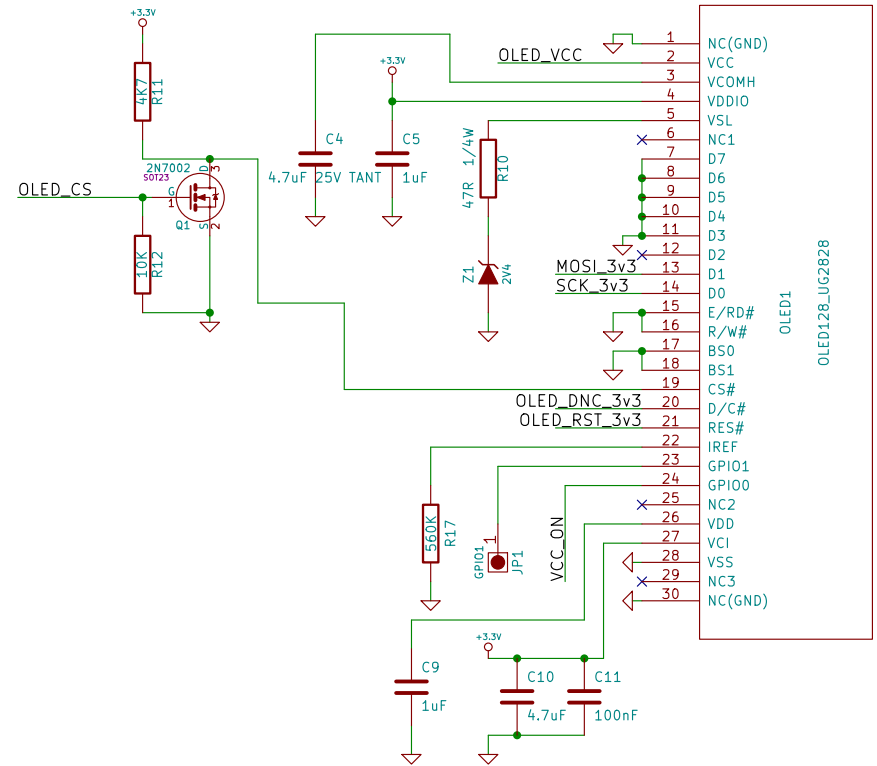 +3.3V
4K7
R11
2N7002
SOT23
D
3
G
1
S
2
Q1
OLED_CS
10K
R12
C4
4.7uF 25V TANT
+3.3V
C5
1uF
47R 1/4W
R10
Z1
2V4
OLED_VCC
MOSI_3v3
SCK_3v3
OLED_DNC_3v3
OLED_RST_3v3
1 NC(GND)
2 VCC
3 VCOMH
4 VDDIO
5 VSL
6 NC1
7 D7
8 D6
9 D5
10 D4
11 D3
12 D2
13 D1
14 D0
15 E/RD#
16 R/W#
17 BS0
18 BS1
19 CS#
20 D/C#
21 RES#
22 IREF
23 GPIO1
24 GPIO0
25 NC2
26 VDD
27 VCI
28 VSS
29 NC3
30 NC(GND)
OLED1
OLED128_UG2828
560K
R17
GPIO1
1
JP1
VCC_ON
C9
1uF
+3.3V
C10
4.7uF
C11
100nF